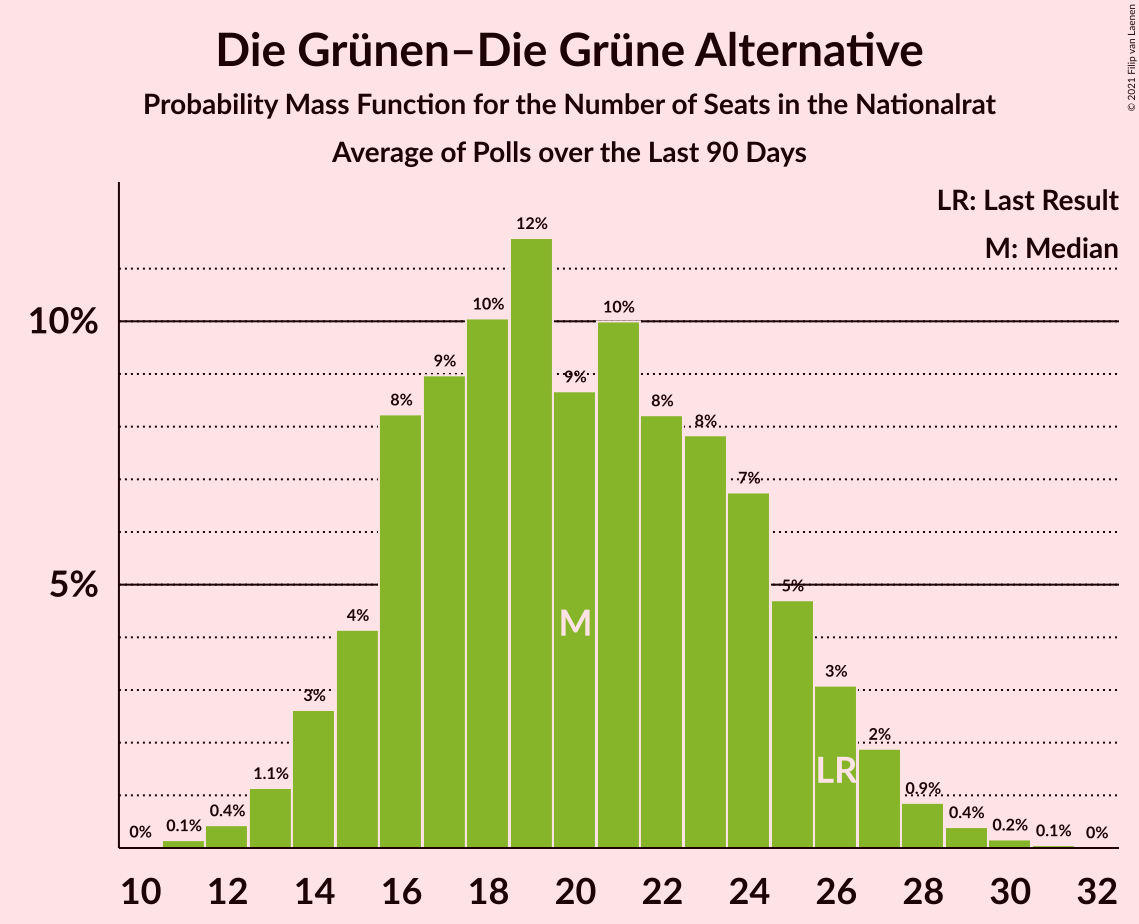 Die Grünen–Die Grüne Alternative
Probability Mass Function for the Number of Seats in the Nationalrat
Average of Polls over the Last 90 Days
© 2021 Filip van Laenen
LR: Last Result
M: Median
10%
5%
0%
0.1%
0.4%
1.1%
3%
4%
8%
9%
10%
12%
9%
10%
8%
8%
7%
5%
3%
2%
0.9%
0.4%
0.2%
0.1%
0%
M
LR
10 12 14 16 18 20 22 24 26 28 30 32